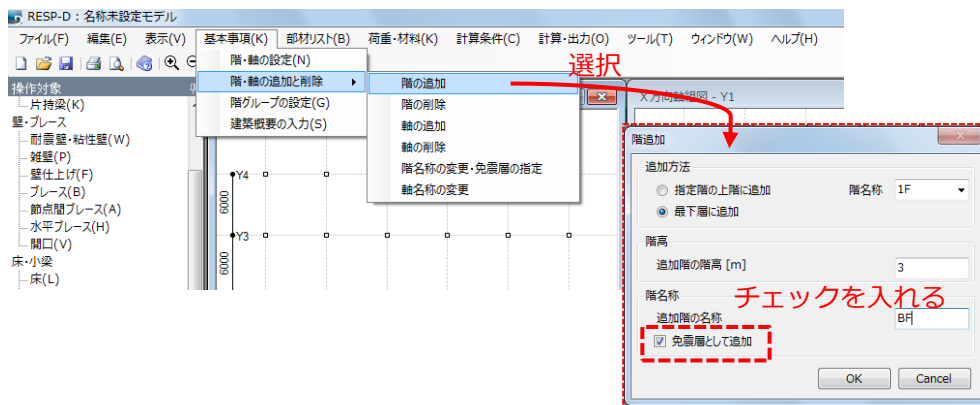 RESP-D：名称未設定モデル
ファイル(F) 編集(E) 表示(V) 基本事項(K) 部材リスト(B) 荷重・材料(K) 計算条件(C) 計算・出力(O) ツール(T) ウィンドウ(W) ヘルプ(H)
階・軸の設定(N)
階・軸の追加と削除
階グループの設定(G)
建築概要の入力(S)
階の追加
階の削除
軸の追加
軸の削除
階名称の変更・免震層の指定
軸名称の変更
選択
操作対象
片持梁(K)
壁・ブレース
耐震壁・粘性壁(W)
雑壁(P)
壁仕上げ(F)
ブレース(B)
節点間ブレース(A)
水平ブレース(H)
開口(V)
床・小梁
床(L)
Y4
6000
Y3
6000
X方向軸組図 - Y1
階追加
追加方法
指定階の上階に追加 階名称 1F
最下層に追加
階高
追加階の階高 [m] 3
階名称
チェックを入れる
追加階の名称 BF
免震層として追加
OK Cancel